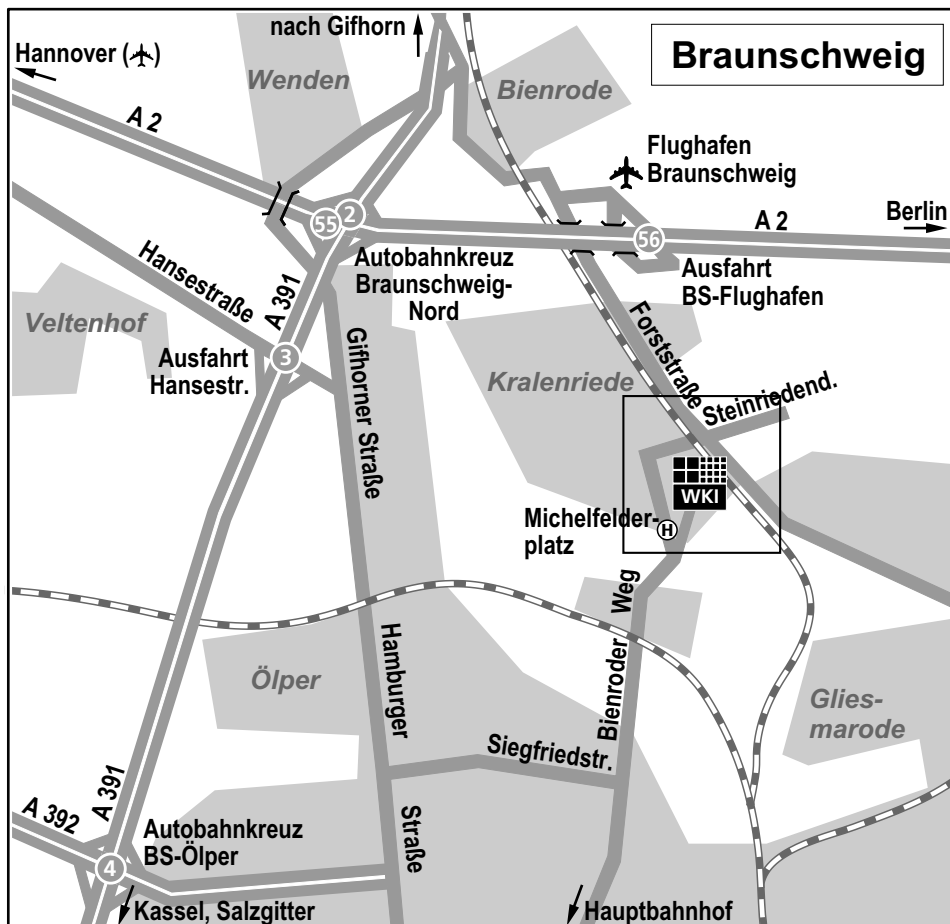 nach Gifhorn
Braunschweig
Hannover (✈)
Wenden
Bienrode
A 2
Flughafen
Braunschweig
Berlin
A 2
55
2
56
Hansestraße
A 391
Autobahnkreuz
Braunschweig-
Nord
Ausfahrt
BS-Flughafen
Veltenhof
Ausfahrt
Hansestr.
3
Gifhorner Straße
Kralenriede
Forststraße
Steinriedend.
WKI
Michelfelder-
platz
H
Bienroder Weg
Hamburger
Straße
Ölper
Glies-
marode
Siegfriedstr.
A 391
A 392
Autobahnkreuz
BS-Ölper
4
Kassel, Salzgitter
Hauptbahnhof